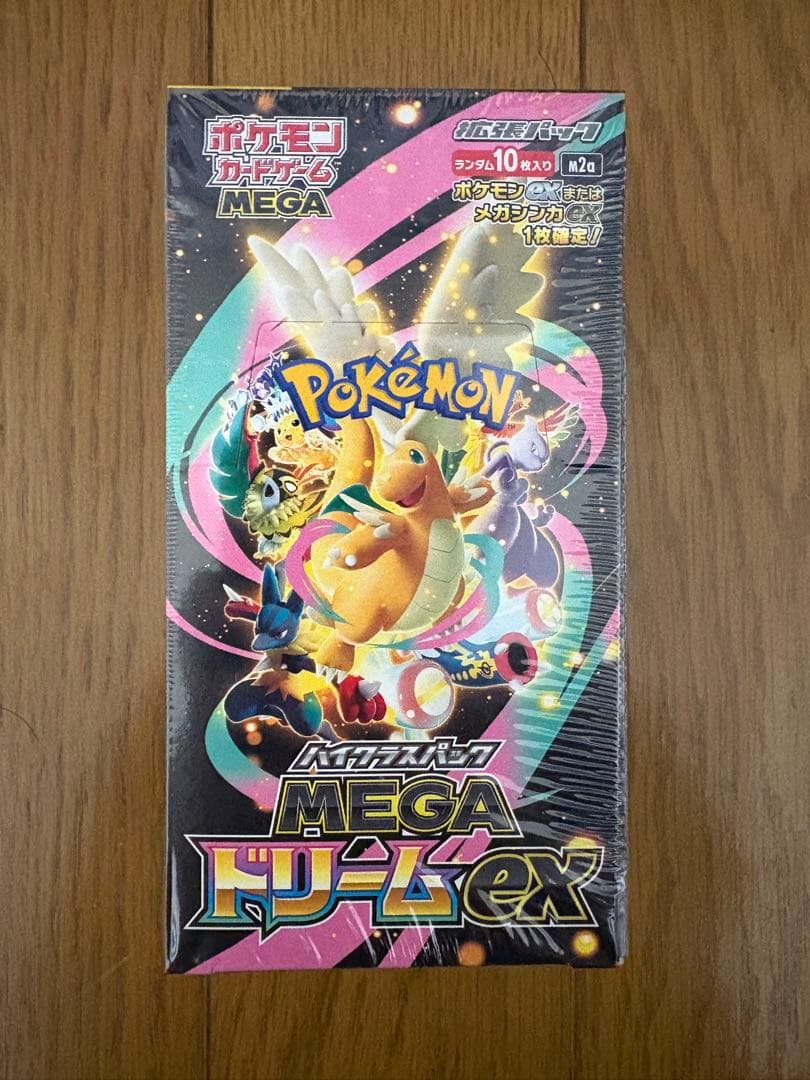 ポケモン
カードゲーム™
MEGA
拡張パック
ランダム10枚入り M2a
ポケモンexまたは
メガシンカex
1枚確定!
POKÉMON
TM
ハイクラスパック
MEGA
ドリームex